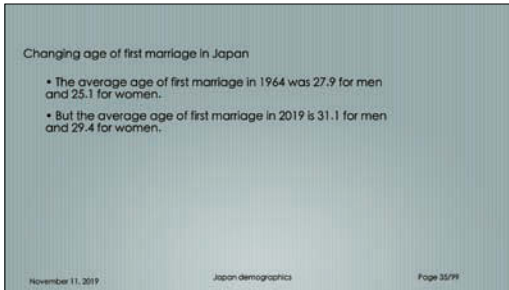 Changing age of first marriage in Japan
• The average age of first marriage in 1964 was 27.9 for men
and 25.1 for women.
• But the average age of first marriage in 2019 is 31.1 for men
and 29.4 for women.
November 11, 2019
Japan demographics
Page 35/99